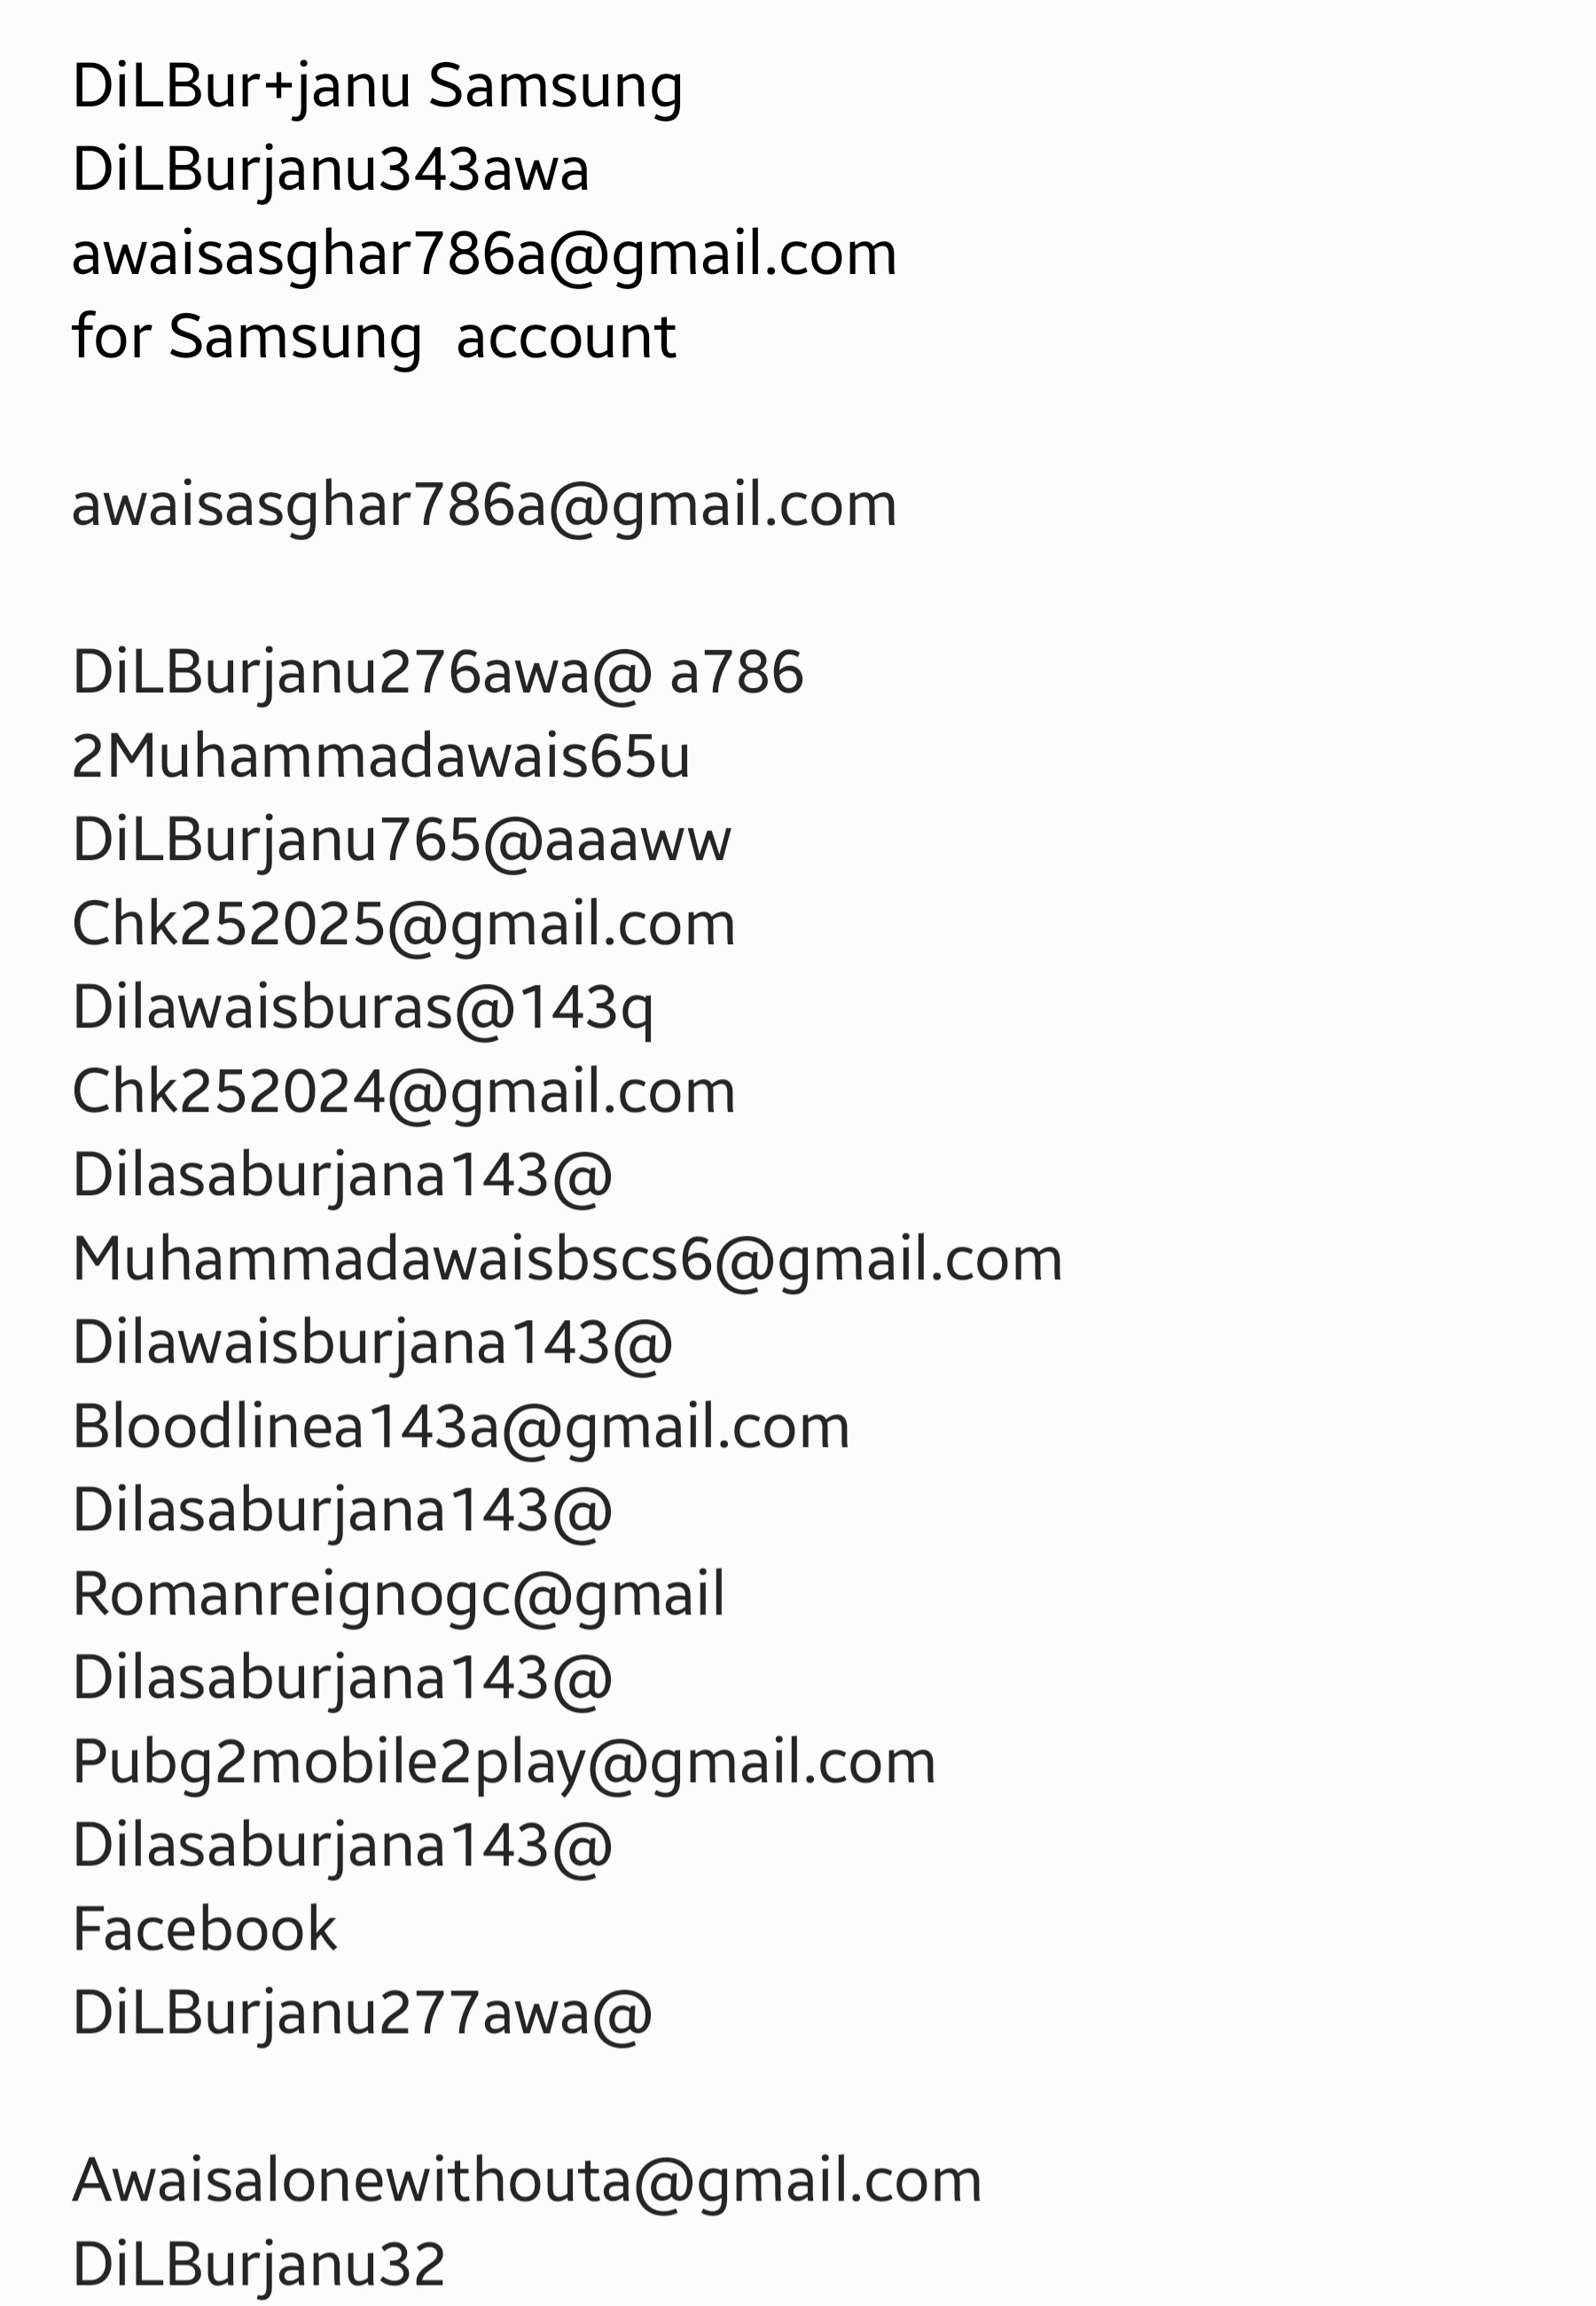 DiLBur+janu Samsung
DiLBurjanu343awa
awaisasghar786a@gmail.com
for Samsung  account
awaisasghar786a@gmail.com
DiLBurjanu276awa@ a786
2Muhammadawais65u
DiLBurjanu765@aaaww
Chk252025@gmail.com
Dilawaisburas@143q
Chk252024@gmail.com
Dilasaburjana143@
Muhammadawaisbscs6@gmail.com
Dilawaisburjana143@
Bloodlinea143a@gmail.com
Dilasaburjana143@
Romanreignogc@gmail
Dilasaburjana143@
Pubg2mobile2play@gmail.com
Dilasaburjana143@
Facebook
DiLBurjanu277awa@
Awaisalonewithouta@gmail.com
DiLBurjanu32